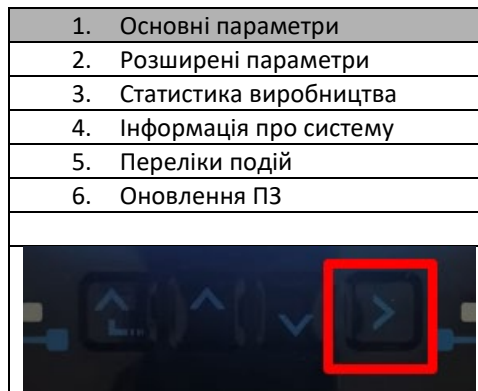 1. Основні параметри
2. Розширені параметри
3. Статистика виробництва
4. Інформація про систему
5. Переліки подій
6. Оновлення ПЗ